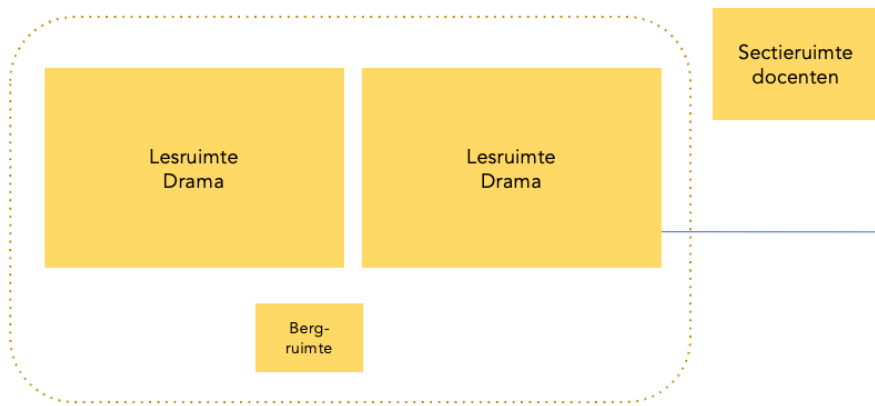 Sectieruimte
docenten
Lesruimte
Drama
Lesruimte
Drama
Berg-
ruimte